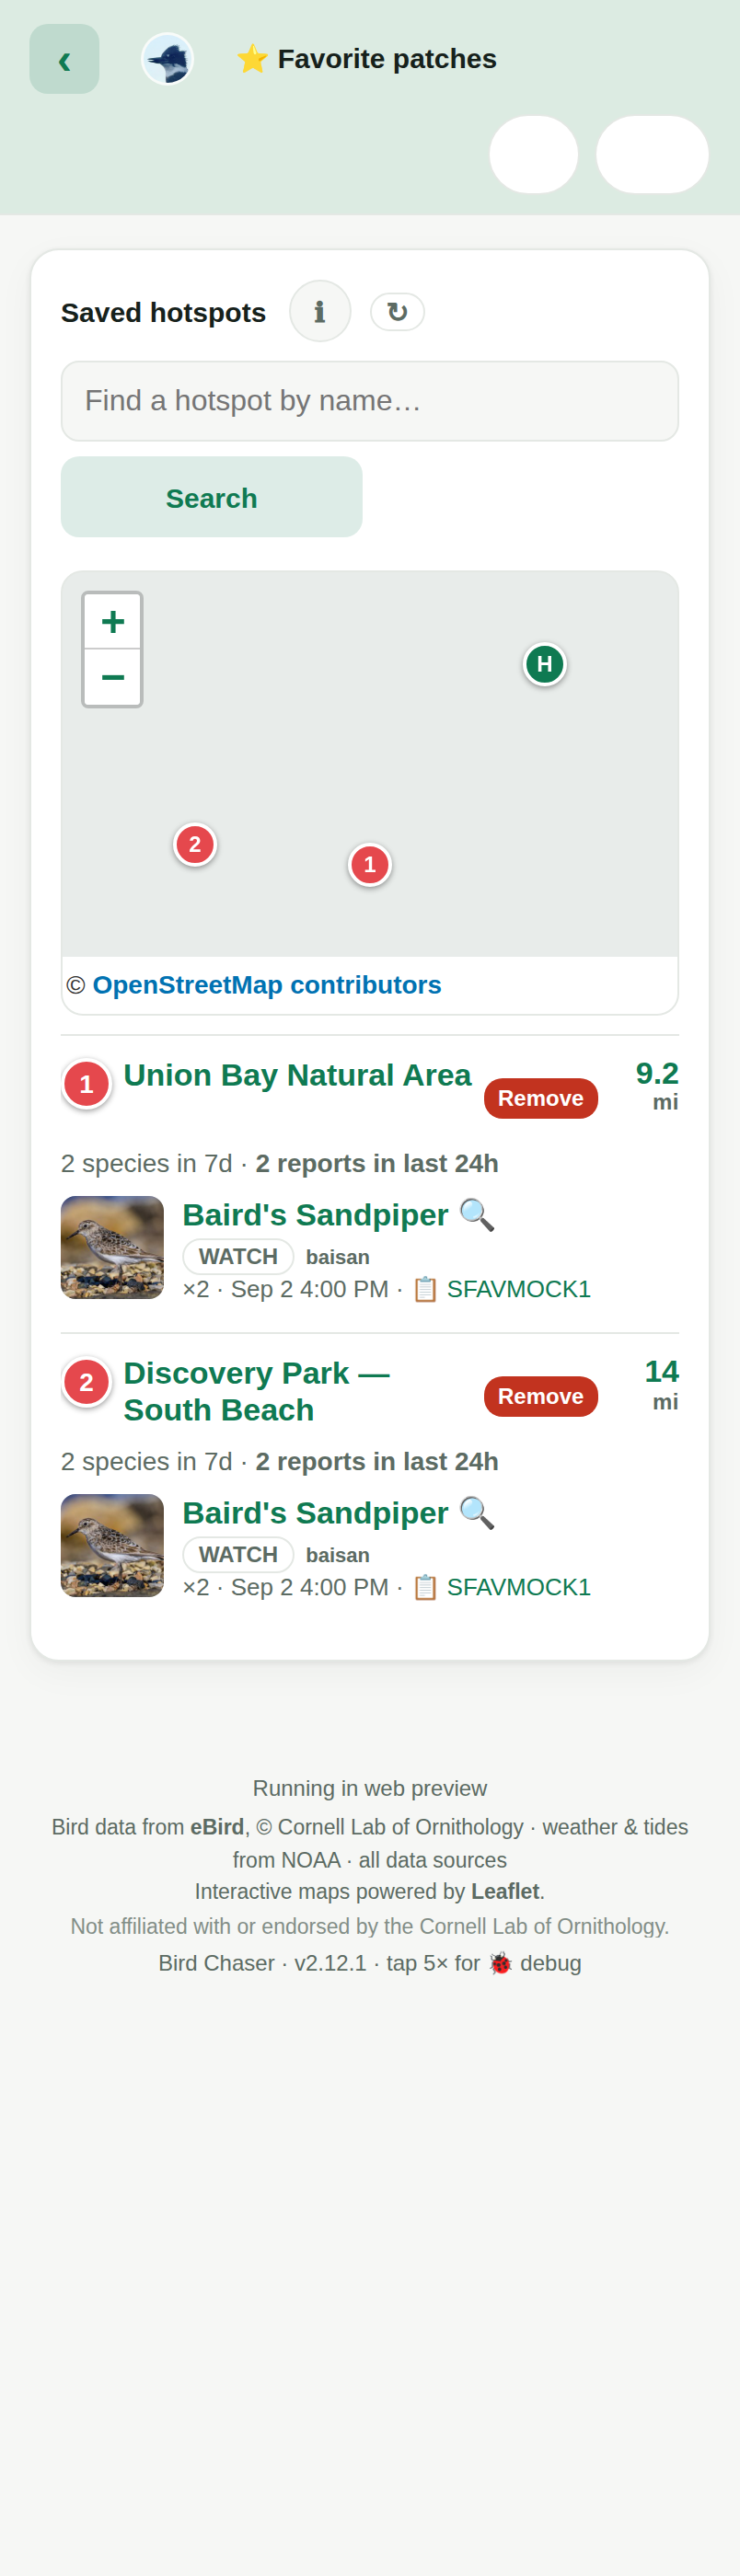 ‹ ⭐ Favorite patches
Saved hotspots ℹ ↻
Find a hotspot by name…
Search
+
−
H
2
1
© OpenStreetMap contributors
1 Union Bay Natural Area Remove 9.2 mi
2 species in 7d · 2 reports in last 24h
Baird's Sandpiper 🔍
WATCH baisan
×2 · Sep 2 4:00 PM · 📋 SFAVMOCK1
2 Discovery Park —
South Beach Remove 14 mi
2 species in 7d · 2 reports in last 24h
Baird's Sandpiper 🔍
WATCH baisan
×2 · Sep 2 4:00 PM · 📋 SFAVMOCK1
Running in web preview
Bird data from eBird, © Cornell Lab of Ornithology · weather & tides
from NOAA · all data sources
Interactive maps powered by Leaflet.
Not affiliated with or endorsed by the Cornell Lab of Ornithology.
Bird Chaser · v2.12.1 · tap 5× for 🐞 debug